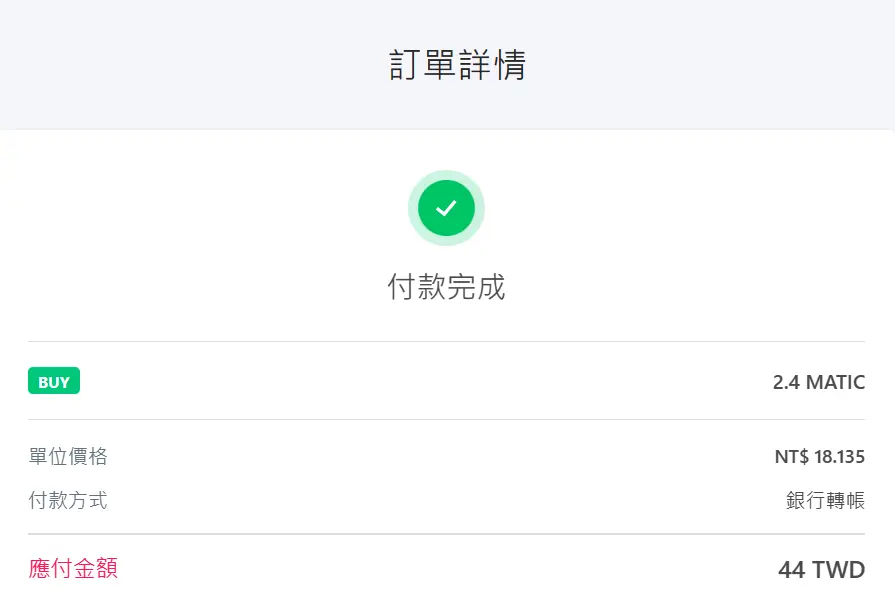 訂單詳情
付款完成
BUY 2.4 MATIC
單位價格 NT$ 18.135
付款方式 銀行轉帳
應付金額 44 TWD